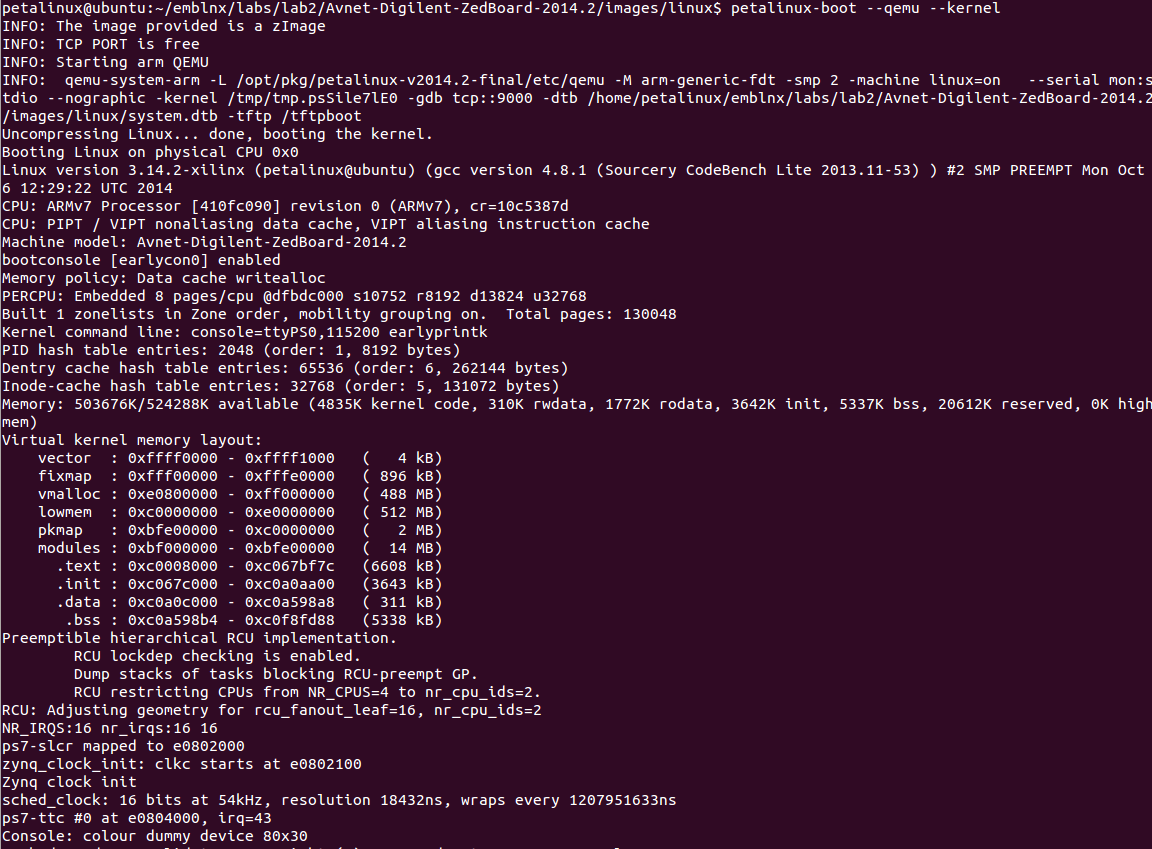 petalinux@ubuntu:~/emblnx/labs/lab2/Avnet-Digilent-ZedBoard-2014.2/images/linux$ petalinux-boot --qemu --kernel
INFO: The image provided is a zImage
INFO: TCP PORT is free
INFO: Starting arm QEMU
INFO:  qemu-system-arm -L /opt/pkg/petalinux-v2014.2-final/etc/qemu -M arm-generic-fdt -smp 2 -machine linux=on   --serial mon:s
tdio --nographic -kernel /tmp/tmp.psSile7lE0 -gdb tcp::9000 -dtb /home/petalinux/emblnx/labs/lab2/Avnet-Digilent-ZedBoard-2014.2
/images/linux/system.dtb -tftp /tftpboot
Uncompressing Linux... done, booting the kernel.
Booting Linux on physical CPU 0x0
Linux version 3.14.2-xilinx (petalinux@ubuntu) (gcc version 4.8.1 (Sourcery CodeBench Lite 2013.11-53) ) #2 SMP PREEMPT Mon Oct
6 12:29:22 UTC 2014
CPU: ARMv7 Processor [410fc090] revision 0 (ARMv7), cr=10c5387d
CPU: PIPT / VIPT nonaliasing data cache, VIPT aliasing instruction cache
Machine model: Avnet-Digilent-ZedBoard-2014.2
bootconsole [earlycon0] enabled
Memory policy: Data cache writealloc
PERCPU: Embedded 8 pages/cpu @dfbdc000 s10752 r8192 d13824 u32768
Built 1 zonelists in Zone order, mobility grouping on.  Total pages: 130048
Kernel command line: console=ttyPS0,115200 earlyprintk
PID hash table entries: 2048 (order: 1, 8192 bytes)
Dentry cache hash table entries: 65536 (order: 6, 262144 bytes)
Inode-cache hash table entries: 32768 (order: 5, 131072 bytes)
Memory: 503676K/524288K available (4835K kernel code, 310K rwdata, 1772K rodata, 3642K init, 5337K bss, 20612K reserved, 0K high
mem)
Virtual kernel memory layout:
    vector  : 0xffff0000 - 0xffff1000   (   4 kB)
    fixmap  : 0xfff00000 - 0xfffe0000   ( 896 kB)
    vmalloc : 0xe0800000 - 0xff000000   ( 488 MB)
    lowmem  : 0xc0000000 - 0xe0000000   ( 512 MB)
    pkmap   : 0xbfe00000 - 0xc0000000   (   2 MB)
    modules : 0xbf000000 - 0xbfe00000   (  14 MB)
      .text : 0xc0008000 - 0xc067bf7c   (6608 kB)
      .init : 0xc067c000 - 0xc0a0aa00   (3643 kB)
      .data : 0xc0a0c000 - 0xc0a598a8   ( 311 kB)
       .bss : 0xc0a598b4 - 0xc0f8fd88   (5338 kB)
Preemptible hierarchical RCU implementation.
        RCU lockdep checking is enabled.
        Dump stacks of tasks blocking RCU-preempt GP.
        RCU restricting CPUs from NR_CPUS=4 to nr_cpu_ids=2.
RCU: Adjusting geometry for rcu_fanout_leaf=16, nr_cpu_ids=2
NR_IRQS:16 nr_irqs:16 16
ps7-slcr mapped to e0802000
zynq_clock_init: clkc starts at e0802100
Zynq clock init
sched_clock: 16 bits at 54kHz, resolution 18432ns, wraps every 1207951633ns
ps7-ttc #0 at e0804000, irq=43
Console: colour dummy device 80x30